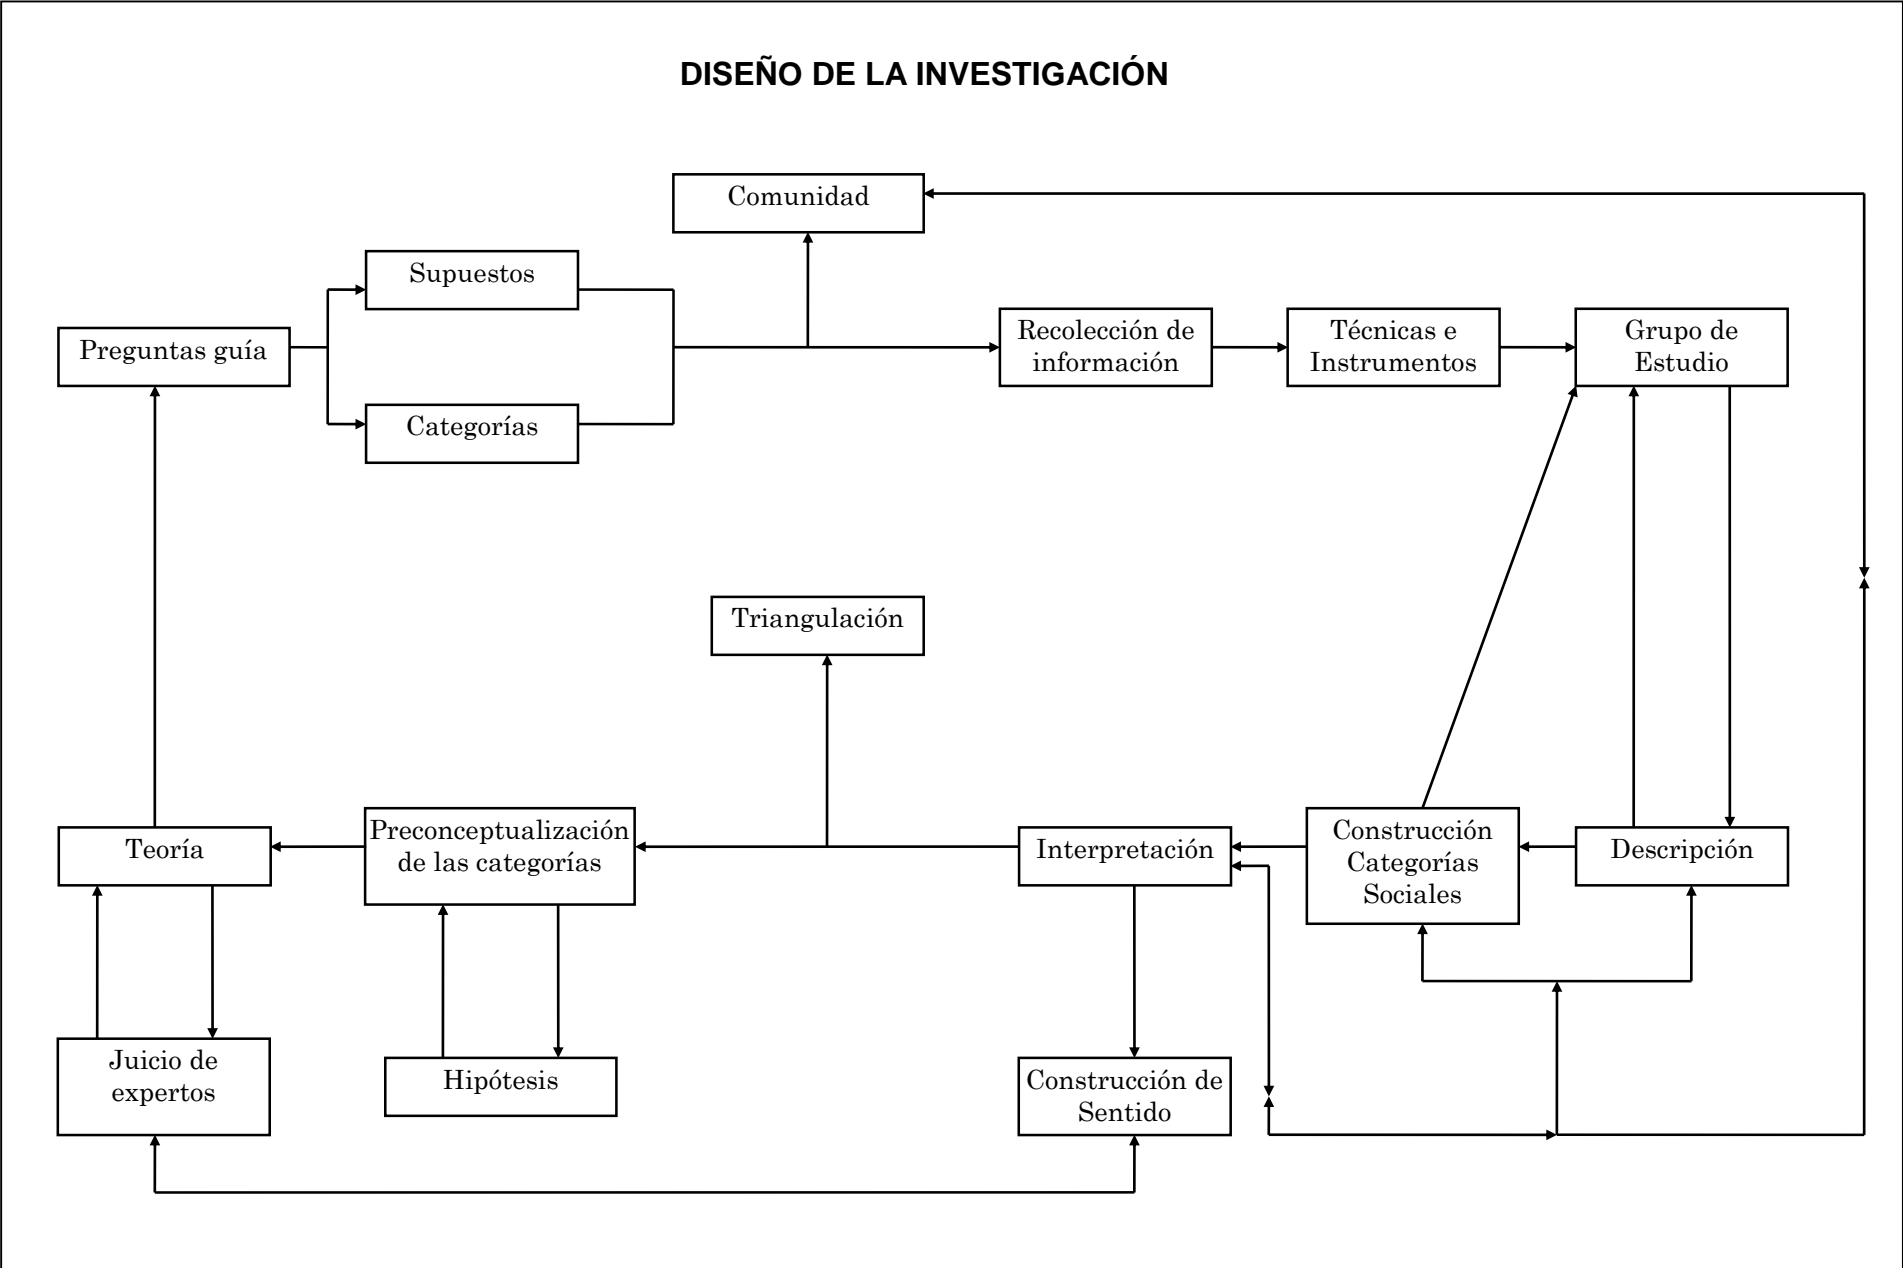 DISEÑO DE LA INVESTIGACIÓN
Comunidad
Supuestos
Preguntas guía
Categorías
Recolección de
información
Técnicas e
Instrumentos
Grupo de
Estudio
Triangulación
Teoría
Preconceptualización
de las categorías
Interpretación
Construcción
Categorías
Sociales
Descripción
Juicio de
expertos
Hipótesis
Construcción de
Sentido